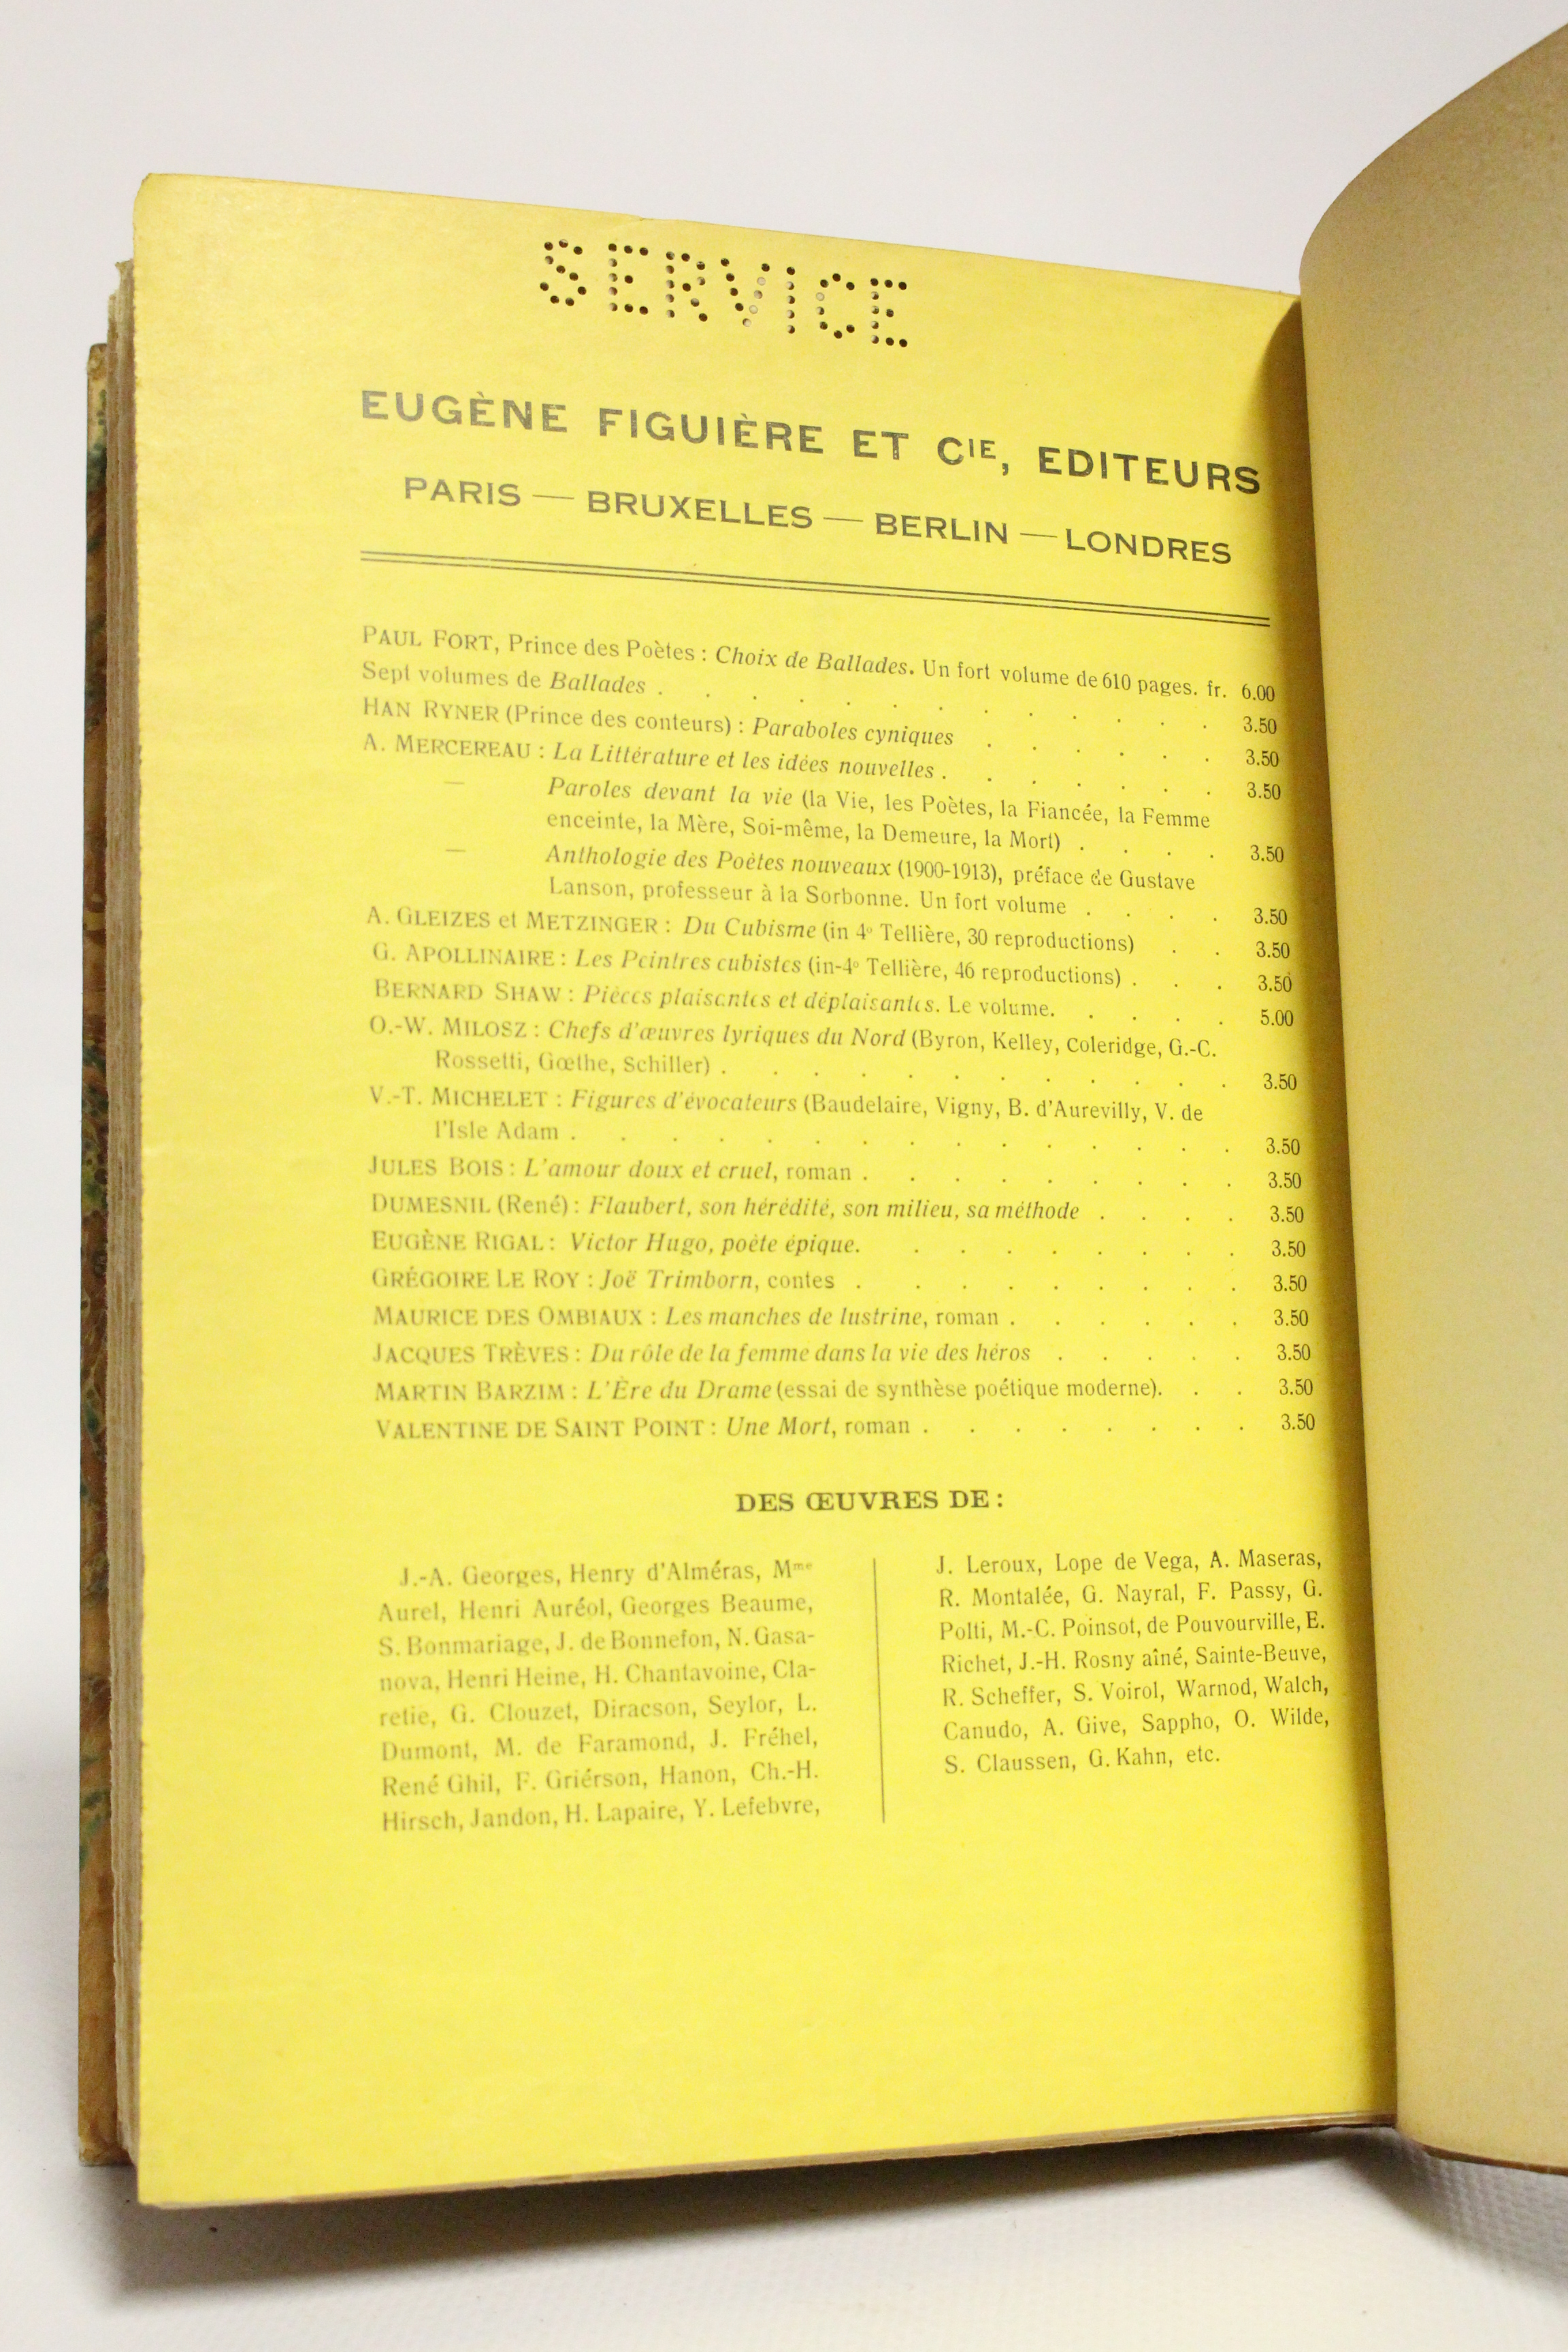 SERVICE
EUGÈNE FIGUIÈRE ET CIE, EDITEURS
PARIS — BRUXELLES — BERLIN — LONDRES
PAUL FORT, Prince des Poètes : Choix de Ballades. Un fort volume de 610 pages. fr. 6.00
Sept volumes de Ballades . . . . . . . . . . . . . 3.50
HAN RYNER (Prince des conteurs) : Paraboles cyniques . . . . . . 3.50
A. MERCEREAU : La Littérature et les idées nouvelles . . . . . . . 3.50
— Paroles devant la vie (la Vie, les Poètes, la Fiancée, la Femme
enceinte, la Mère, Soi-même, la Demeure, la Mort) . . . . 3.50
— Anthologie des Poètes nouveaux (1900-1913), préface de Gustave
Lanson, professeur à la Sorbonne. Un fort volume . . . . 3.50
A. GLEIZES et METZINGER : Du Cubisme (in 4º Tellière, 30 reproductions) . . 3.50
G. APOLLINAIRE : Les Peintres cubistes (in-4º Tellière, 46 reproductions) . . . 3.50
BERNARD SHAW : Pièces plaisantes et déplaisantes. Le volume. . . . . 5.00
O.-W. MILOSZ : Chefs d'œuvres lyriques du Nord (Byron, Kelley, Coleridge, G.-C.
Rossetti, Gœthe, Schiller) . . . . . . . . . . . . 3.50
V.-T. MICHELET : Figures d'évocateurs (Baudelaire, Vigny, B. d'Aurevilly, V. de
l'Isle Adam . . . . . . . . . . . . . . . 3.50
JULES BOIS : L'amour doux et cruel, roman . . . . . . . . . 3.50
DUMESNIL (René) : Flaubert, son hérédité, son milieu, sa méthode . . . . 3.50
EUGÈNE RIGAL : Victor Hugo, poète épique. . . . . . . . . 3.50
GRÉGOIRE LE ROY : Joë Trimborn, contes . . . . . . . . . 3.50
MAURICE DES OMBIAUX : Les manches de lustrine, roman . . . . . . 3.50
JACQUES TRÈVES : Du rôle de la femme dans la vie des héros . . . . . 3.50
MARTIN BARZIM : L'Ère du Drame (essai de synthèse poétique moderne). . . 3.50
VALENTINE DE SAINT POINT : Une Mort, roman . . . . . . . . 3.50
DES ŒUVRES DE :
J.-A. Georges, Henry d'Alméras, Mme
Aurel, Henri Auréol, Georges Beaume,
S. Bonmariage, J. de Bonnefon, N. Gasa-
nova, Henri Heine, H. Chantavoine, Cla-
retie, G. Clouzet, Diracson, Seylor, L.
Dumont, M. de Faramond, J. Fréhel,
René Ghil, F. Griérson, Hanon, Ch.-H.
Hirsch, Jandon, H. Lapaire, Y. Lefebvre,
J. Leroux, Lope de Vega, A. Maseras,
R. Montalée, G. Nayral, F. Passy, G.
Polti, M.-C. Poinsot, de Pouvourville, E.
Richet, J.-H. Rosny aîné, Sainte-Beuve,
R. Scheffer, S. Voirol, Warnod, Walch,
Canudo, A. Give, Sappho, O. Wilde,
S. Claussen, G. Kahn, etc.